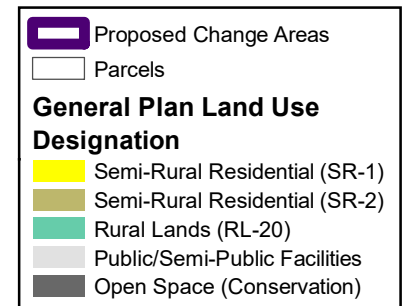 Proposed Change Areas
Parcels
General Plan Land Use
Designation
Semi-Rural Residential (SR-1)
Semi-Rural Residential (SR-2)
Rural Lands (RL-20)
Public/Semi-Public Facilities
Open Space (Conservation)